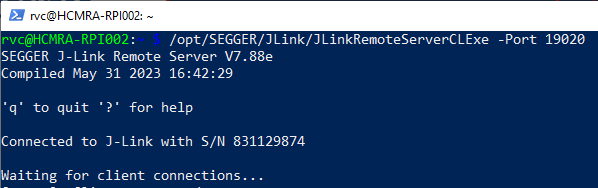 rvc@HCMRA-RPI002: ~
rvc@HCMRA-RPI002:~ $ /opt/SEGGER/JLink/JLinkRemoteServerCLExe -Port 19020
SEGGER J-Link Remote Server V7.88e
Compiled May 31 2023 16:42:29
'q' to quit '?' for help
Connected to J-Link with S/N 831129874
Waiting for client connections...